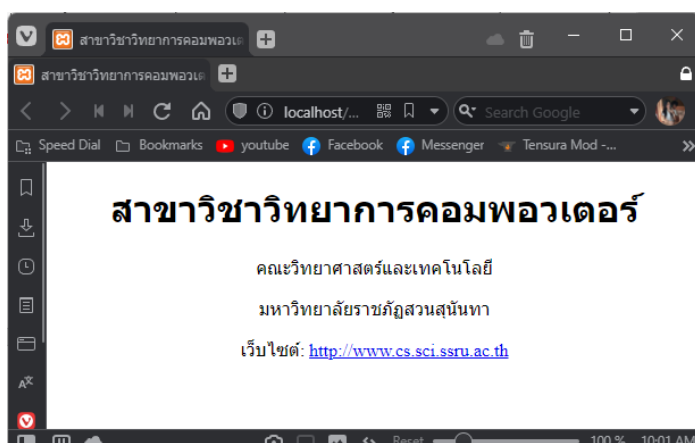 สาขาวิชาวิทยาการคอมพอวเต
สาขาวิชาวิทยาการคอมพอวเต
localhost/... Search Google
Speed Dial Bookmarks youtube Facebook Messenger Tensura Mod -...
สาขาวิชาวิทยาการคอมพอวเตอร์
คณะวิทยาศาสตร์และเทคโนโลยี
มหาวิทยาลัยราชภัฏสวนสุนันทา
เว็บไซต์: http://www.cs.sci.ssru.ac.th
Reset 100 % 10:01 AM